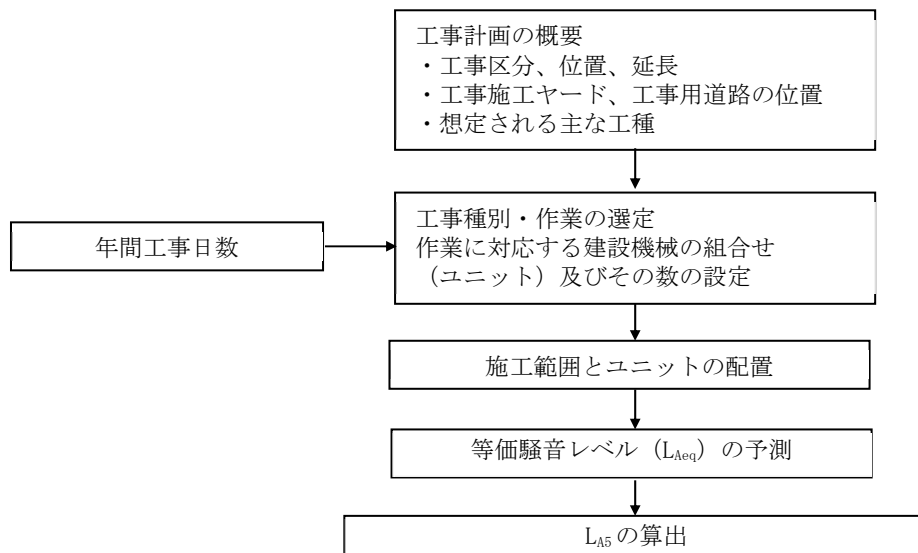 工事計画の概要
・工事区分、位置、延長
・工事施工ヤード、工事用道路の位置
・想定される主な工種
年間工事日数
工事種別・作業の選定
作業に対応する建設機械の組合せ
（ユニット）及びその数の設定
施工範囲とユニットの配置
等価騒音レベル（LAeq）の予測
LA5の算出